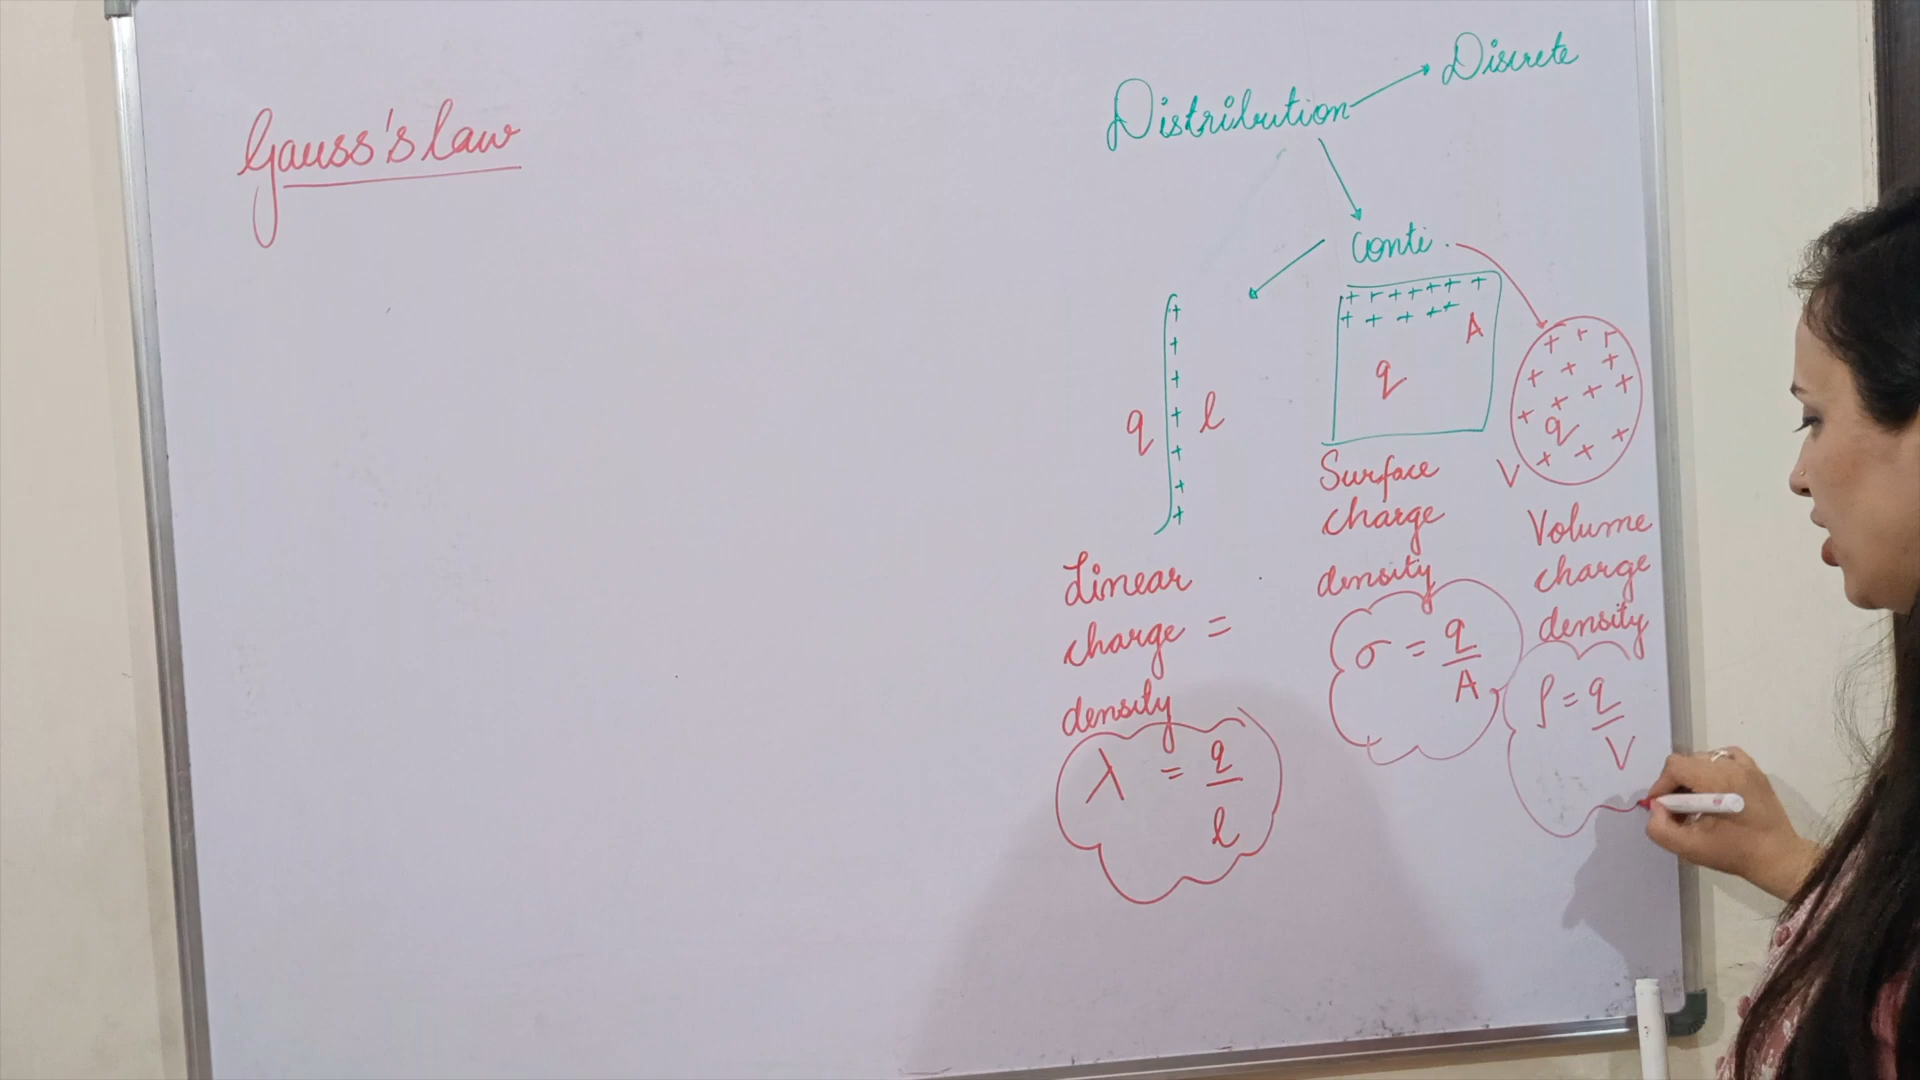 Gauss's law
Distribution
Discrete
Conti.
+ + + + + + +
+ + + + +
A
q
+
+
+
+
+
+
+
q
l
+ + +
+ + +
+ + + +
+ q +
+ +
V
Linear
charge =
density
λ = q
l
Surface
charge
density
σ = q
A
Volume
charge
density
ρ = q
V